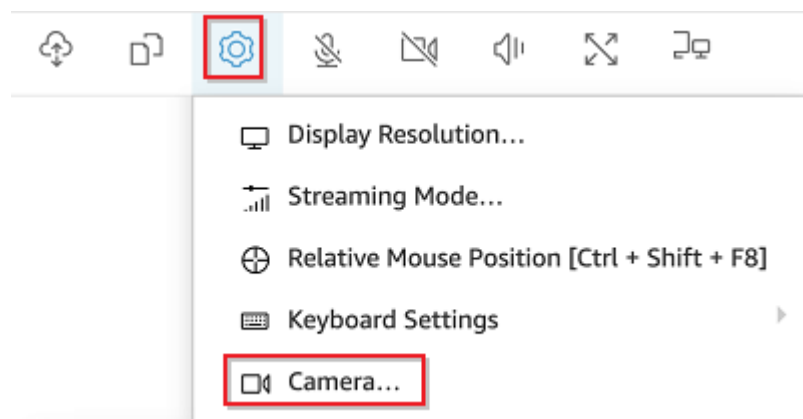 Display Resolution...
Streaming Mode...
Relative Mouse Position [Ctrl + Shift + F8]
Keyboard Settings
Camera...